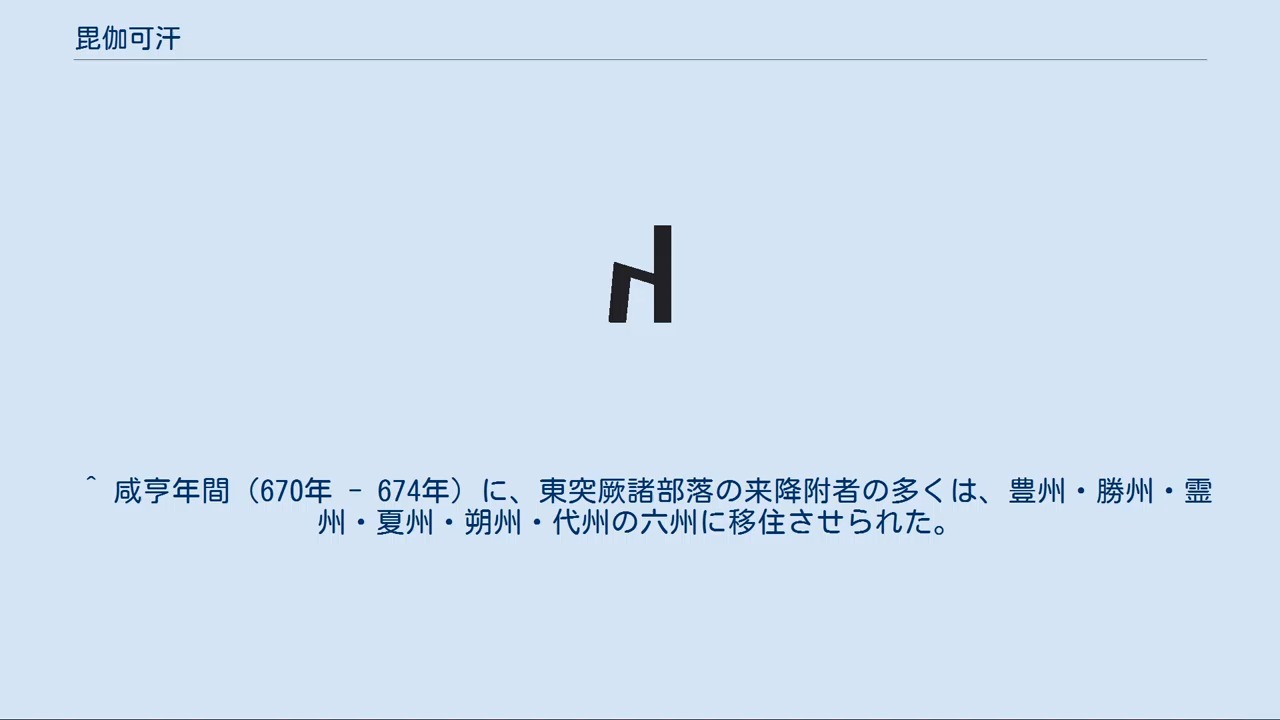 毘伽可汗
^ 咸亨年間（670年 - 674年）に、東突厥諸部落の来降附者の多くは、豊州・勝州・霊
州・夏州・朔州・代州の六州に移住させられた。